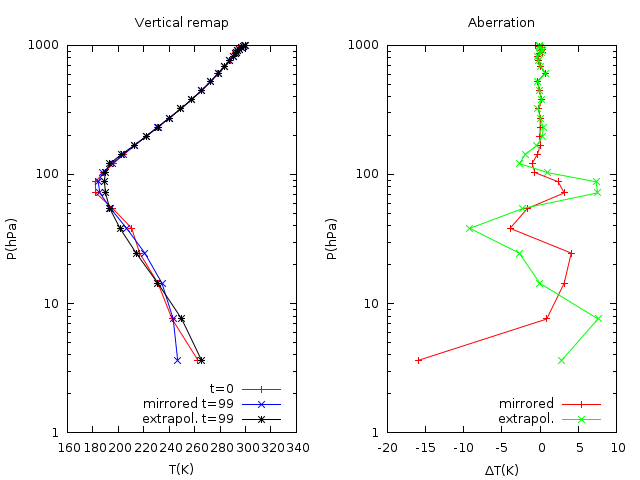 Vertical remap
1000
100
10
1
P(hPa)
t=0
mirrored t=99
extrapol. t=99
160 180 200 220 240 260 280 300 320 340
T(K)
Aberration
1000
100
10
1
P(hPa)
mirrored
extrapol.
-20 -15 -10 -5 0 5 10
ΔT(K)